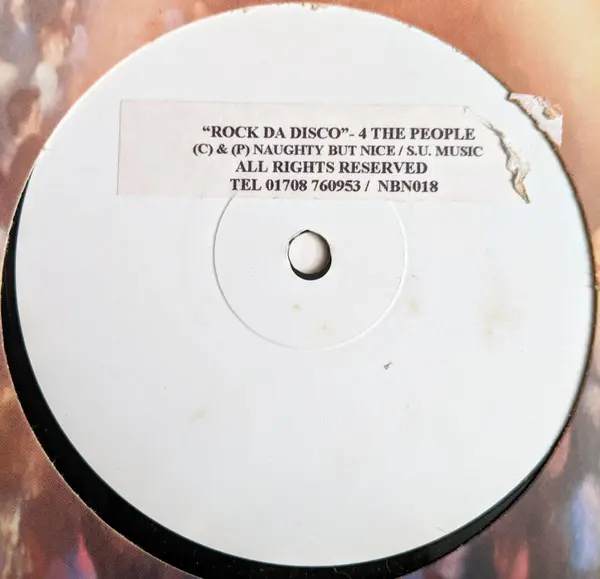 “ROCK DA DISCO”- 4 THE PEOPLE
(C) & (P) NAUGHTY BUT NICE / S.U. MUSIC
ALL RIGHTS RESERVED
TEL 01708 760953 / NBN018